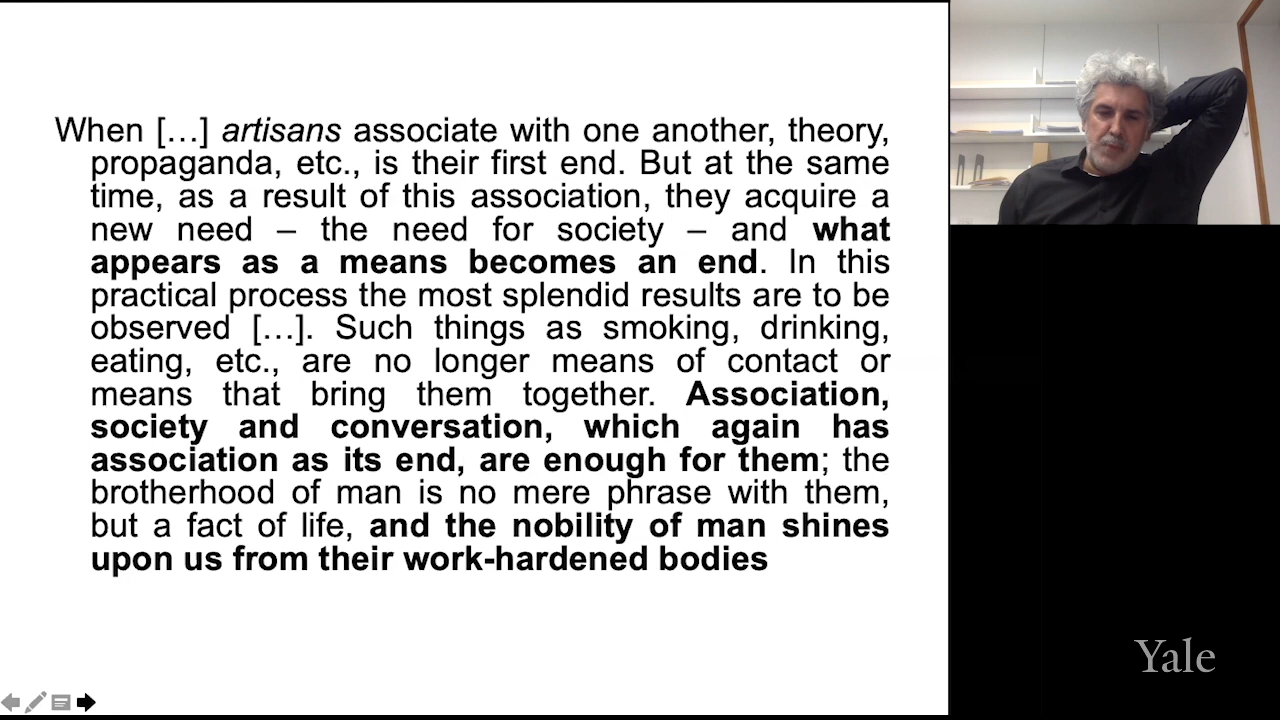 When […] artisans associate with one another, theory,
propaganda, etc., is their first end. But at the same
time, as a result of this association, they acquire a
new need – the need for society – and what
appears as a means becomes an end. In this
practical process the most splendid results are to be
observed […]. Such things as smoking, drinking,
eating, etc., are no longer means of contact or
means that bring them together. Association,
society and conversation, which again has
association as its end, are enough for them; the
brotherhood of man is no mere phrase with them,
but a fact of life, and the nobility of man shines
upon us from their work-hardened bodies
Yale